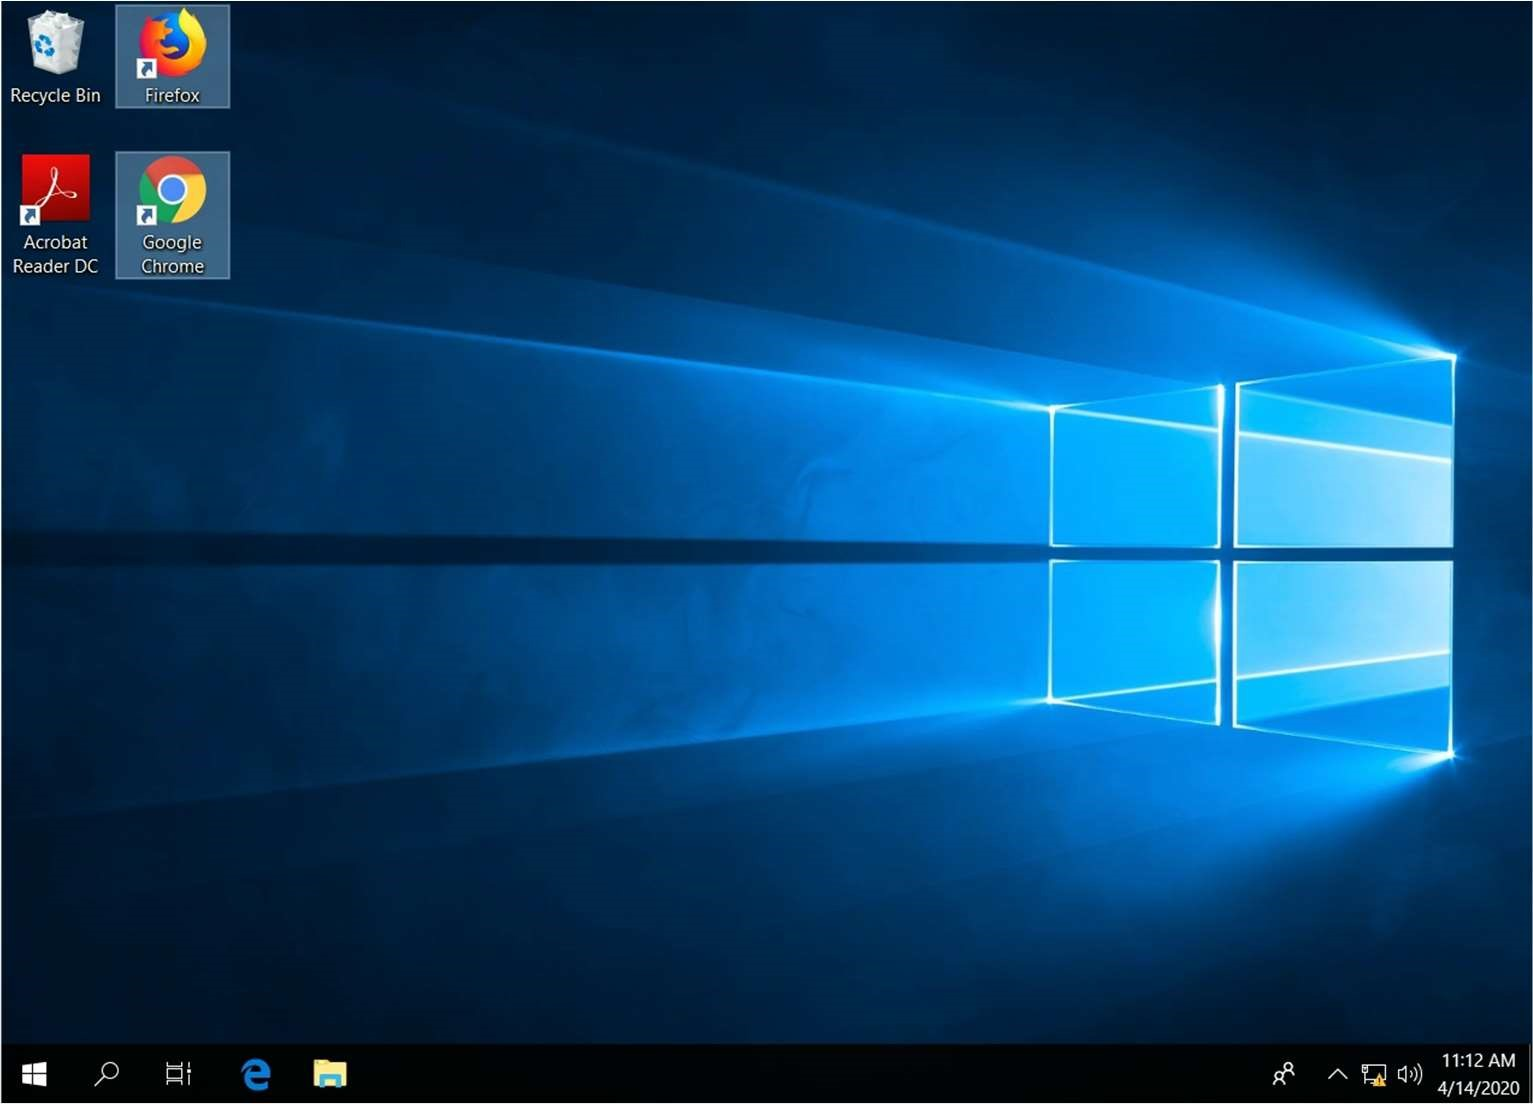 Recycle Bin
Firefox
Acrobat
Reader DC
Google
Chrome
11:12 AM
4/14/2020